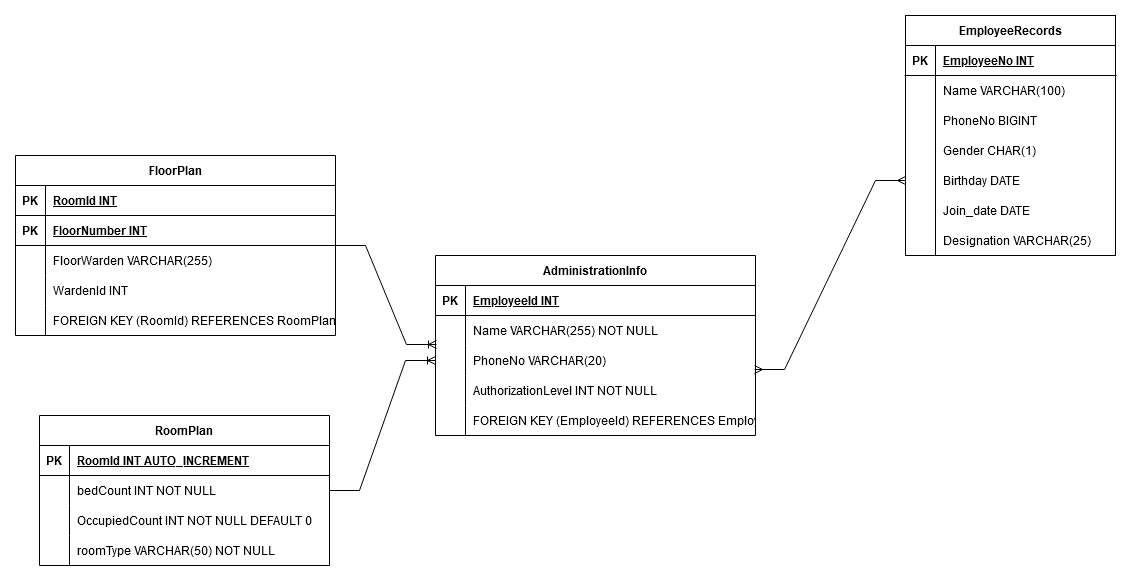 EmployeeRecords
PK EmployeeNo INT
Name VARCHAR(100)
PhoneNo BIGINT
Gender CHAR(1)
Birthday DATE
Join_date DATE
Designation VARCHAR(25)
FloorPlan
PK RoomId INT
PK FloorNumber INT
FloorWarden VARCHAR(255)
WardenId INT
FOREIGN KEY (RoomId) REFERENCES RoomPlan
AdministrationInfo
PK EmployeeId INT
Name VARCHAR(255) NOT NULL
PhoneNo VARCHAR(20)
AuthorizationLevel INT NOT NULL
FOREIGN KEY (EmployeeId) REFERENCES Emplo
RoomPlan
PK RoomId INT AUTO_INCREMENT
bedCount INT NOT NULL
OccupiedCount INT NOT NULL DEFAULT 0
roomType VARCHAR(50) NOT NULL